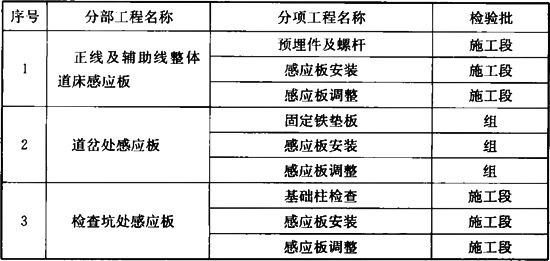 序号 分部工程名称 分项工程名称 检验批
1 正线及辅助线整体道床感应板 预埋件及螺杆 施工段
感应板安装 施工段
感应板调整 施工段
2 道岔处感应板 固定铁垫板 组
感应板安装 组
感应板调整 组
3 检查坑处感应板 基础柱检查 施工段
感应板安装 施工段
感应板调整 施工段